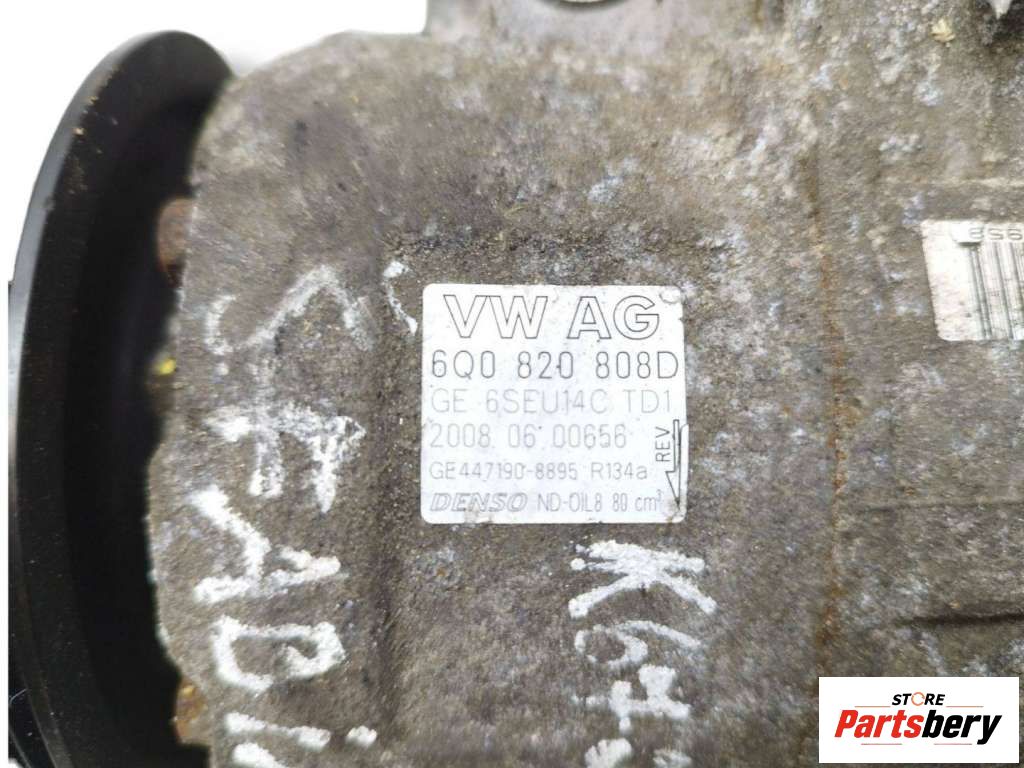 VW AG
6Q0 820 808D
GE 6SEU14C TD1
2008 06 00656
GE447190-8895 R134a
REV
DENSO ND-OIL8 80 cm³
STORE
Partsbery